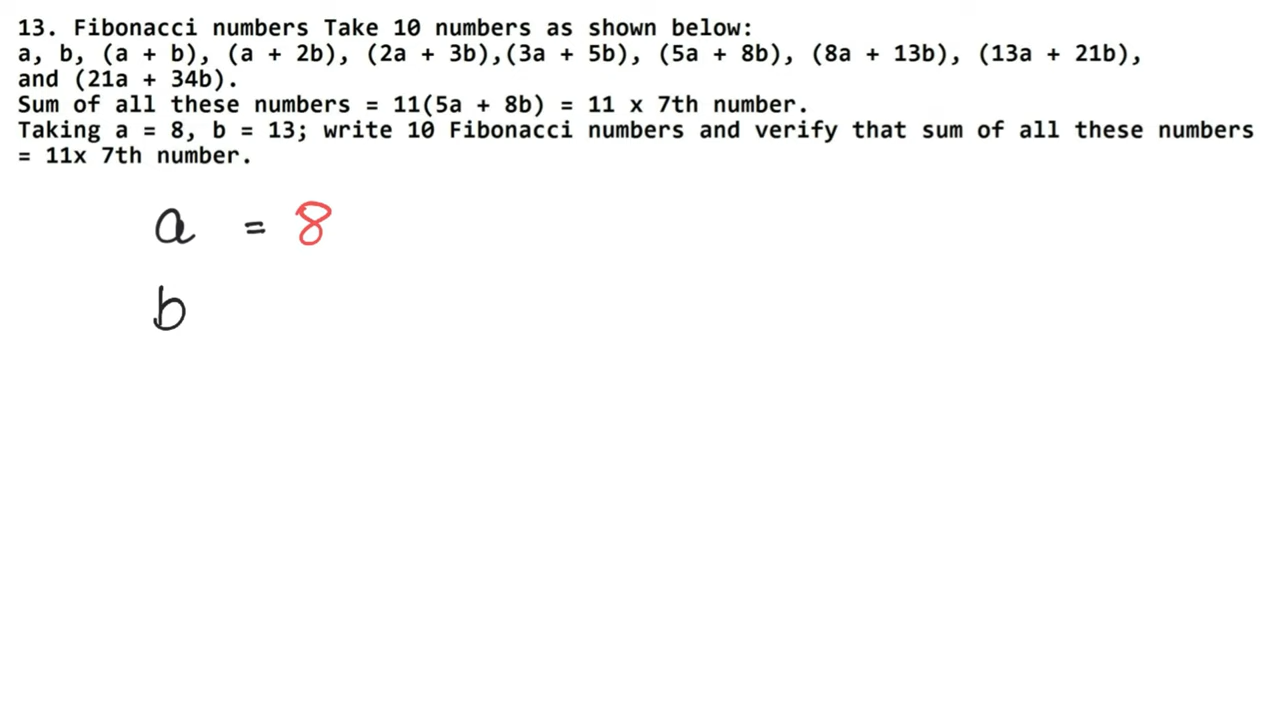 13. Fibonacci numbers Take 10 numbers as shown below:
a, b, (a + b), (a + 2b), (2a + 3b),(3a + 5b), (5a + 8b), (8a + 13b), (13a + 21b),
and (21a + 34b).
Sum of all these numbers = 11(5a + 8b) = 11 x 7th number.
Taking a = 8, b = 13; write 10 Fibonacci numbers and verify that sum of all these numbers
= 11x 7th number.
a = 8
b